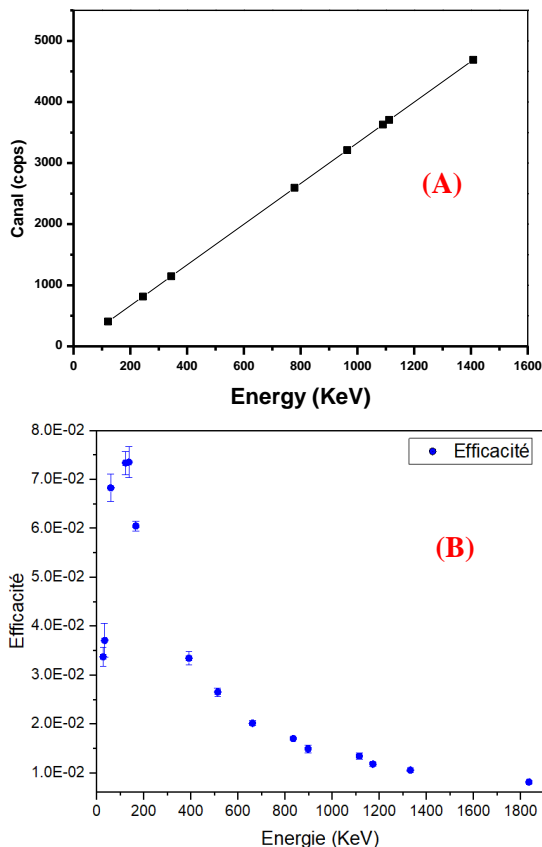 5000
4000
3000
2000
1000
0
Canal (cops)
(A)
0 200 400 600 800 1000 1200 1400 1600
Energy (KeV)
8.0E-02
7.0E-02
6.0E-02
5.0E-02
4.0E-02
3.0E-02
2.0E-02
1.0E-02
Efficacité
Efficacité
(B)
0 200 400 600 800 1000 1200 1400 1600 1800
Energie (KeV)